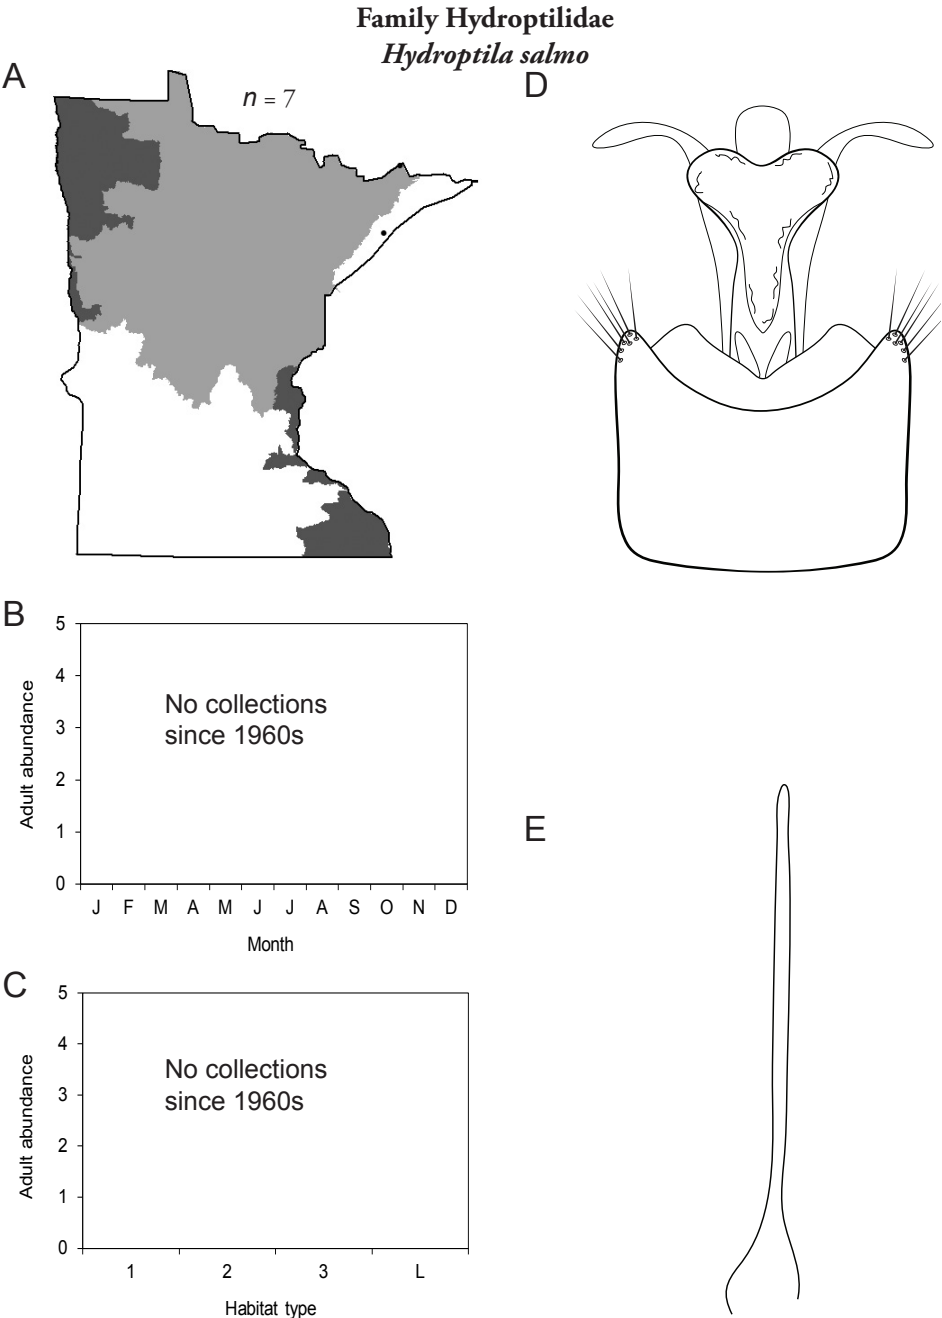 Family Hydroptilidae
Hydroptila salmo
A
n = 7
D
B
5
4
3
2
1
0
Adult abundance
No collections
since 1960s
J F M A M J J A S O N D
Month
E
C
5
4
3
2
1
0
Adult abundance
No collections
since 1960s
1 2 3 L
Habitat type